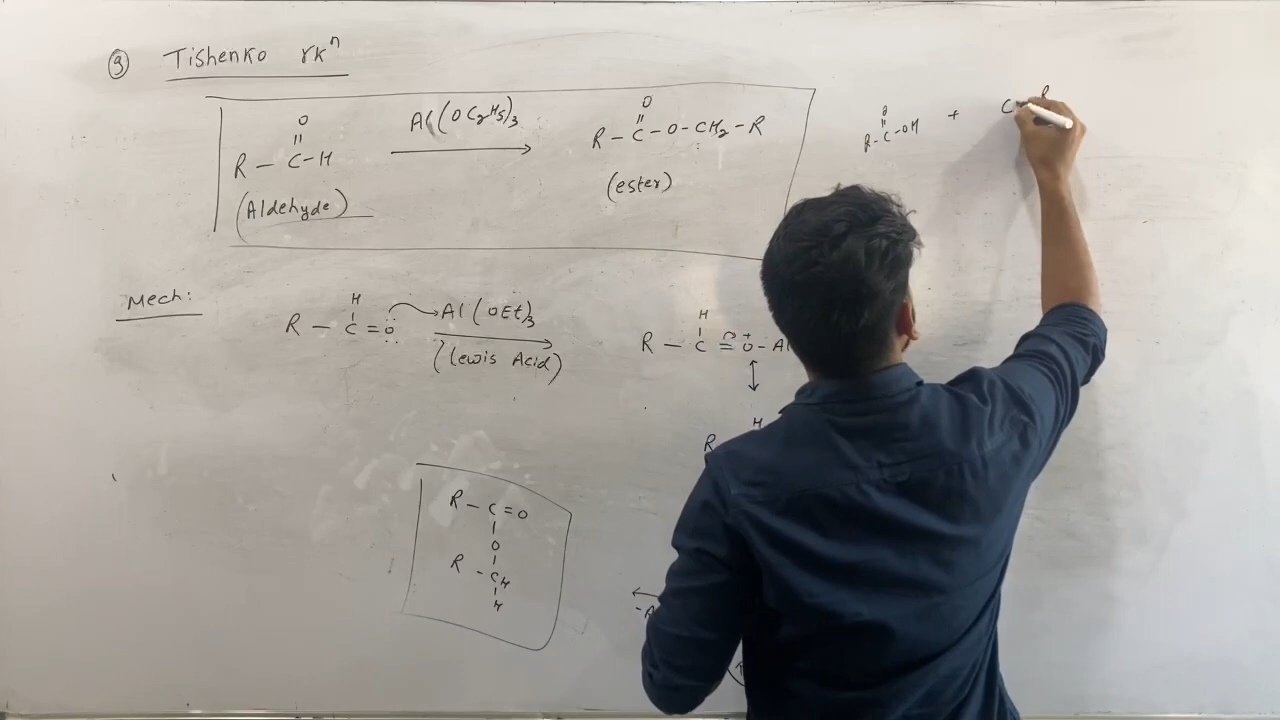 ③ Tishenko rkⁿ
O
R – C – H
(Aldehyde)
Al(OC₂H₅)₃
O
R – C – O – CH₂ – R
(ester)
O
R – C – OH +
Mech:
H
R – C = O
Al(OEt)₃
(lewis Acid)
H
R – C = O⁺ – Al
H
R
R – C = O
O
R – CH
H